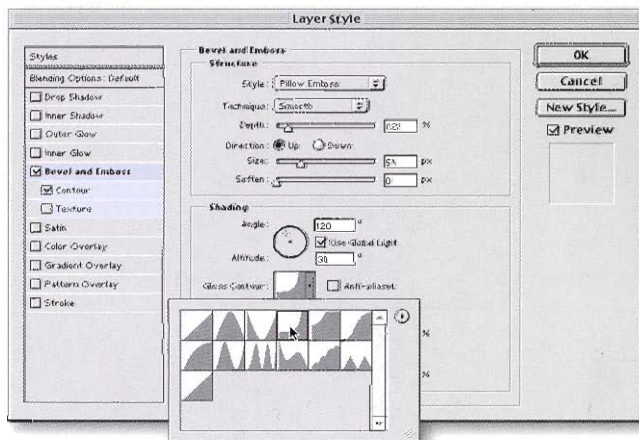 Layer Style
Styles
Blending Options: Default
Drop Shadow
Inner Shadow
Outer Glow
Inner Glow
Bevel and Emboss
Contour
Texture
Satin
Color Overlay
Gradient Overlay
Pattern Overlay
Stroke
Bevel and Emboss
Structure
Style: Pillow Emboss
Technique: Smooth
Depth: %
Direction: Up Down
Size: px
Soften: 0 px
Shading
Angle: 120 °
Use Global Light
Altitude: 30 °
Gloss Contour: Anti-aliased
%
%
OK
Cancel
New Style...
Preview